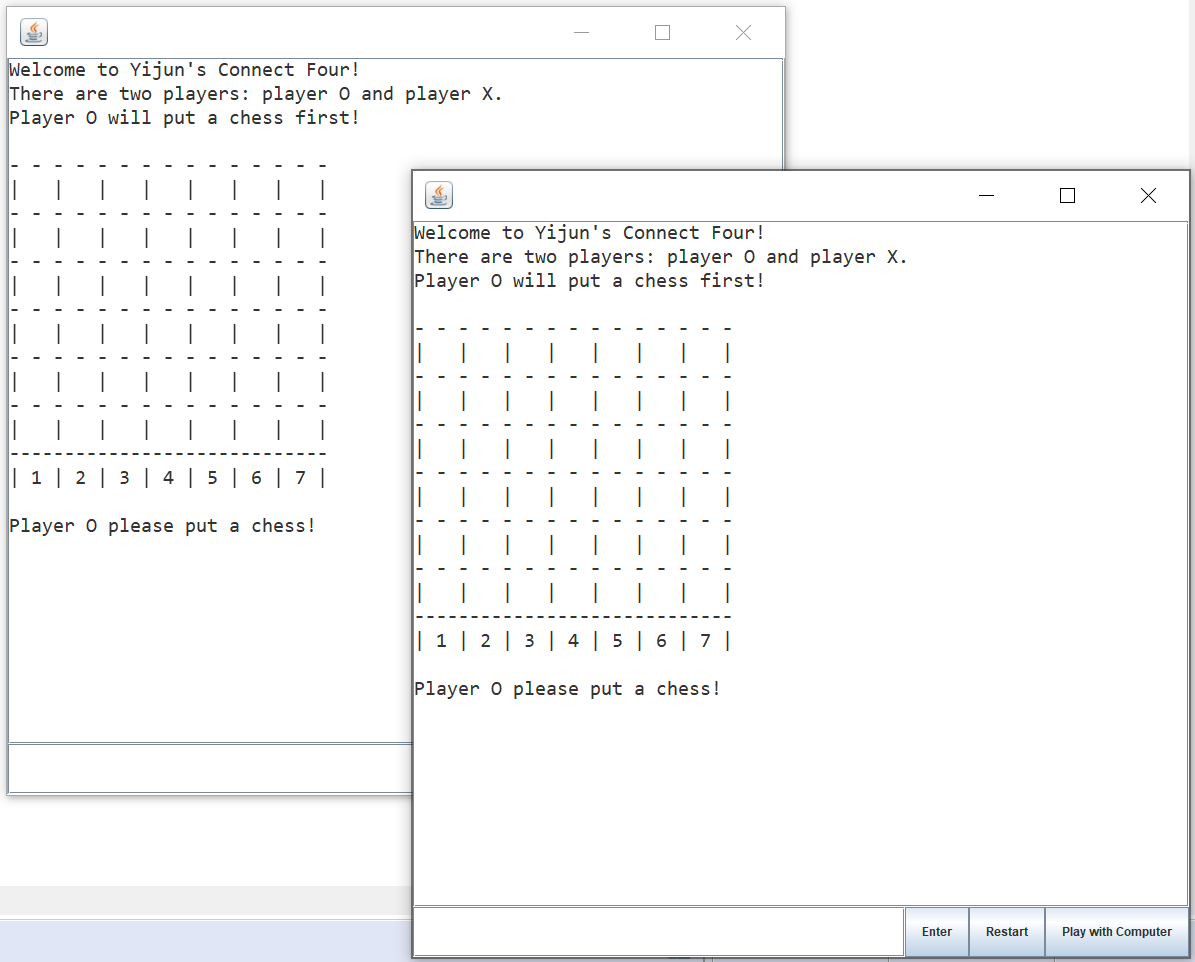 Welcome to Yijun's Connect Four!
There are two players: player O and player X.
Player O will put a chess first!
- - - - - - - - - - - - - - -
|   |   |   |   |   |   |   |
- - - - - - - - - - - - - - -
|   |   |   |   |   |   |   |
- - - - - - - - - - - - - - -
|   |   |   |   |   |   |   |
- - - - - - - - - - - - - - -
|   |   |   |   |   |   |   |
- - - - - - - - - - - - - - -
|   |   |   |   |   |   |   |
- - - - - - - - - - - - - - -
|   |   |   |   |   |   |   |
-----------------------------
| 1 | 2 | 3 | 4 | 5 | 6 | 7 |
Player O please put a chess!
Welcome to Yijun's Connect Four!
There are two players: player O and player X.
Player O will put a chess first!
- - - - - - - - - - - - - - -
|   |   |   |   |   |   |   |
- - - - - - - - - - - - - - -
|   |   |   |   |   |   |   |
- - - - - - - - - - - - - - -
|   |   |   |   |   |   |   |
- - - - - - - - - - - - - - -
|   |   |   |   |   |   |   |
- - - - - - - - - - - - - - -
|   |   |   |   |   |   |   |
- - - - - - - - - - - - - - -
|   |   |   |   |   |   |   |
-----------------------------
| 1 | 2 | 3 | 4 | 5 | 6 | 7 |
Player O please put a chess!
Enter Restart Play with Computer